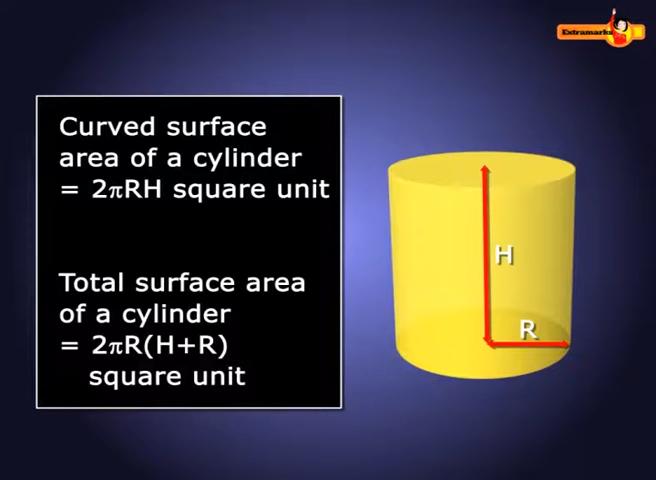 Extramarks
Curved surface
area of a cylinder
= 2πRH square unit
Total surface area
of a cylinder
= 2πR(H+R)
square unit
H
R